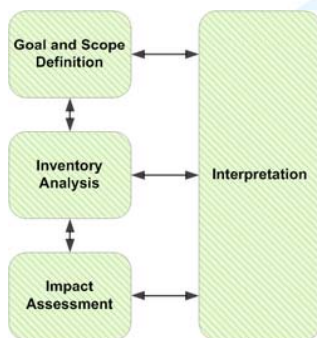 Goal and Scope
Definition
Inventory
Analysis
Interpretation
Impact
Assessment